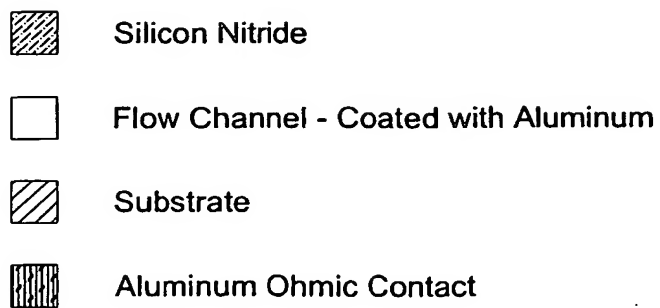 Silicon Nitride
Flow Channel - Coated with Aluminum
Substrate
Aluminum Ohmic Contact